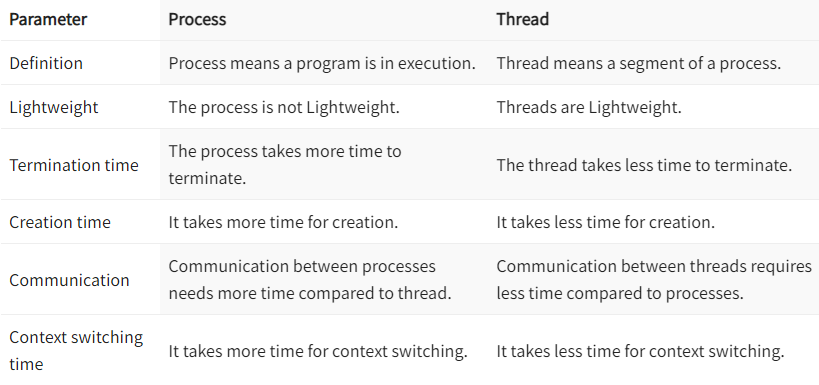 Parameter Process Thread
Definition Process means a program is in execution. Thread means a segment of a process.
Lightweight The process is not Lightweight. Threads are Lightweight.
Termination time The process takes more time to
terminate. The thread takes less time to terminate.
Creation time It takes more time for creation. It takes less time for creation.
Communication Communication between processes
needs more time compared to thread. Communication between threads requires
less time compared to processes.
Context switching
time It takes more time for context switching. It takes less time for context switching.